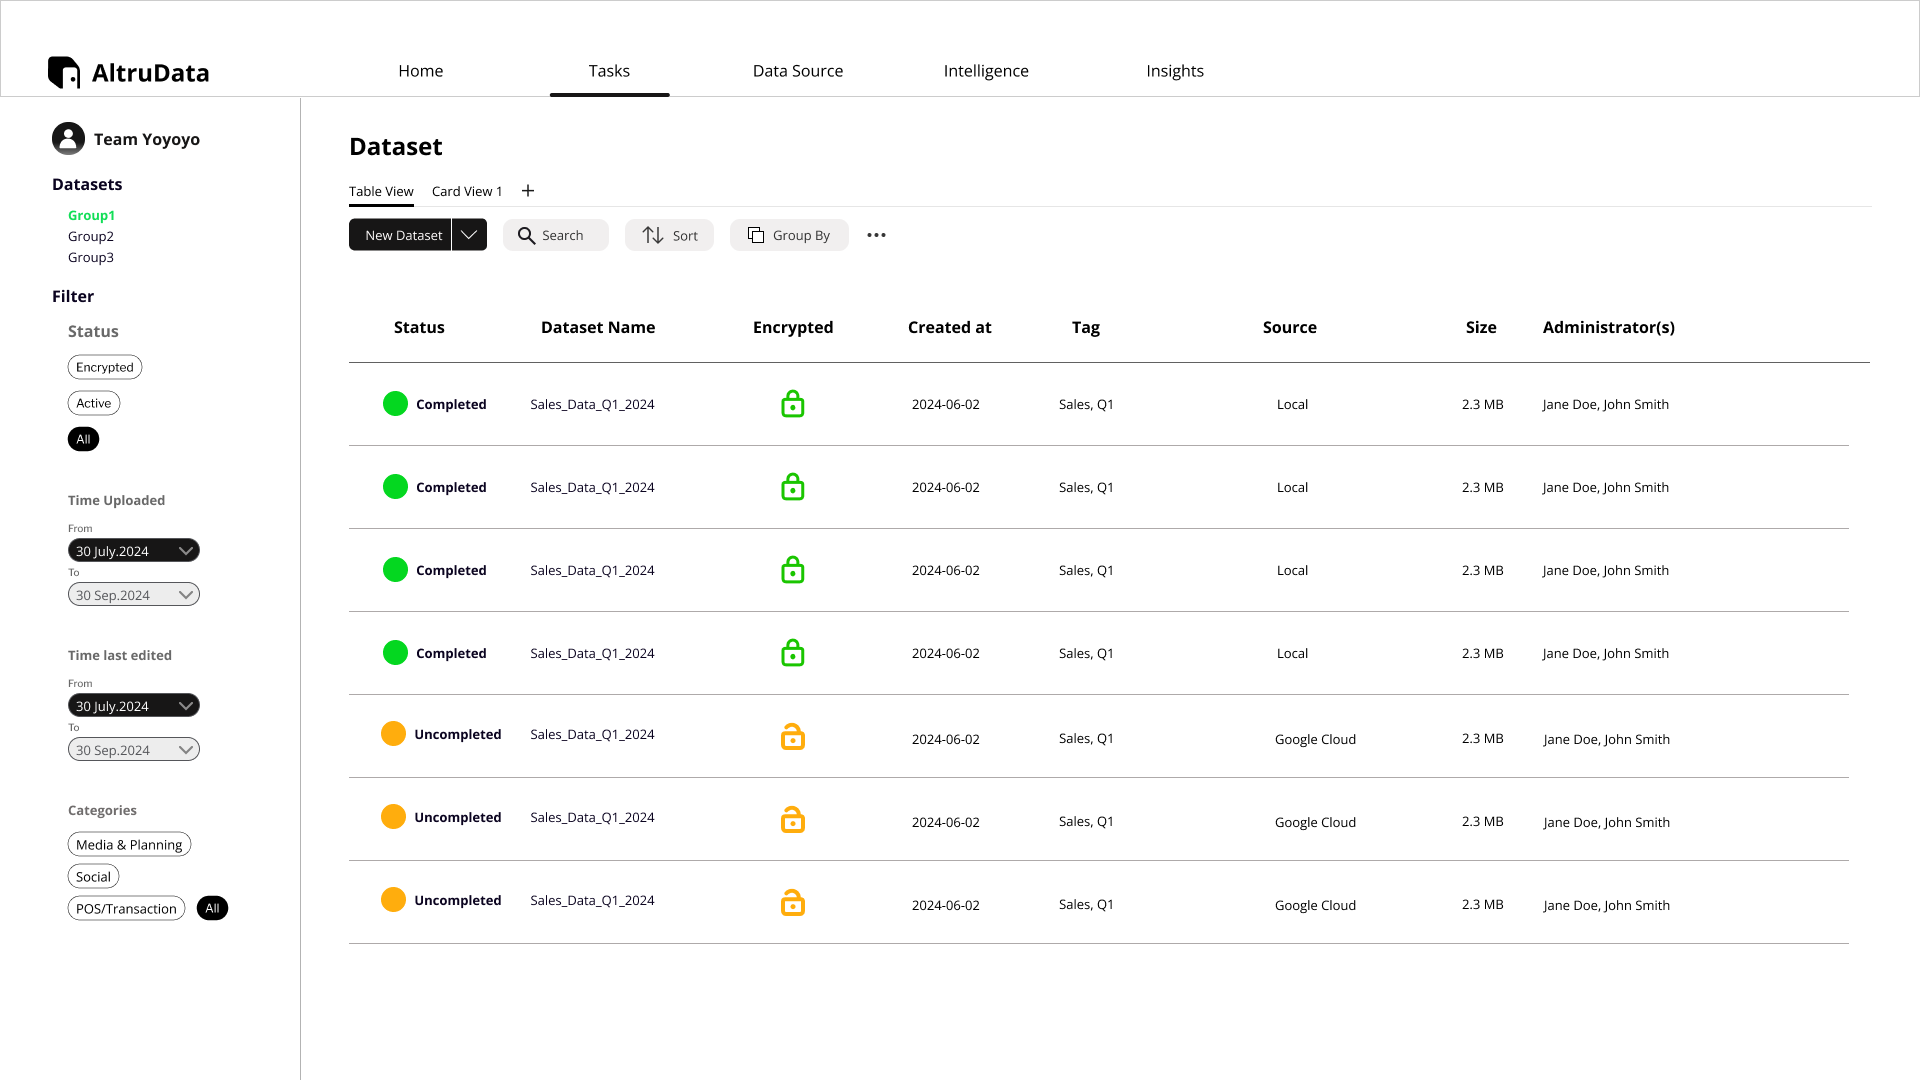 AltruData
Home Tasks Data Source Intelligence Insights
Team Yoyoyo
Datasets
Group1
Group2
Group3
Filter
Status
Encrypted
Active
All
Time Uploaded
From
30 July.2024
To
30 Sep.2024
Time last edited
From
30 July.2024
To
30 Sep.2024
Categories
Media & Planning
Social
POS/Transaction All
Dataset
Table View Card View 1 +
New Dataset Search Sort Group By
Status Dataset Name Encrypted Created at Tag Source Size Administrator(s)
Completed Sales_Data_Q1_2024 2024-06-02 Sales, Q1 Local 2.3 MB Jane Doe, John Smith
Completed Sales_Data_Q1_2024 2024-06-02 Sales, Q1 Local 2.3 MB Jane Doe, John Smith
Completed Sales_Data_Q1_2024 2024-06-02 Sales, Q1 Local 2.3 MB Jane Doe, John Smith
Completed Sales_Data_Q1_2024 2024-06-02 Sales, Q1 Local 2.3 MB Jane Doe, John Smith
Uncompleted Sales_Data_Q1_2024 2024-06-02 Sales, Q1 Google Cloud 2.3 MB Jane Doe, John Smith
Uncompleted Sales_Data_Q1_2024 2024-06-02 Sales, Q1 Google Cloud 2.3 MB Jane Doe, John Smith
Uncompleted Sales_Data_Q1_2024 2024-06-02 Sales, Q1 Google Cloud 2.3 MB Jane Doe, John Smith